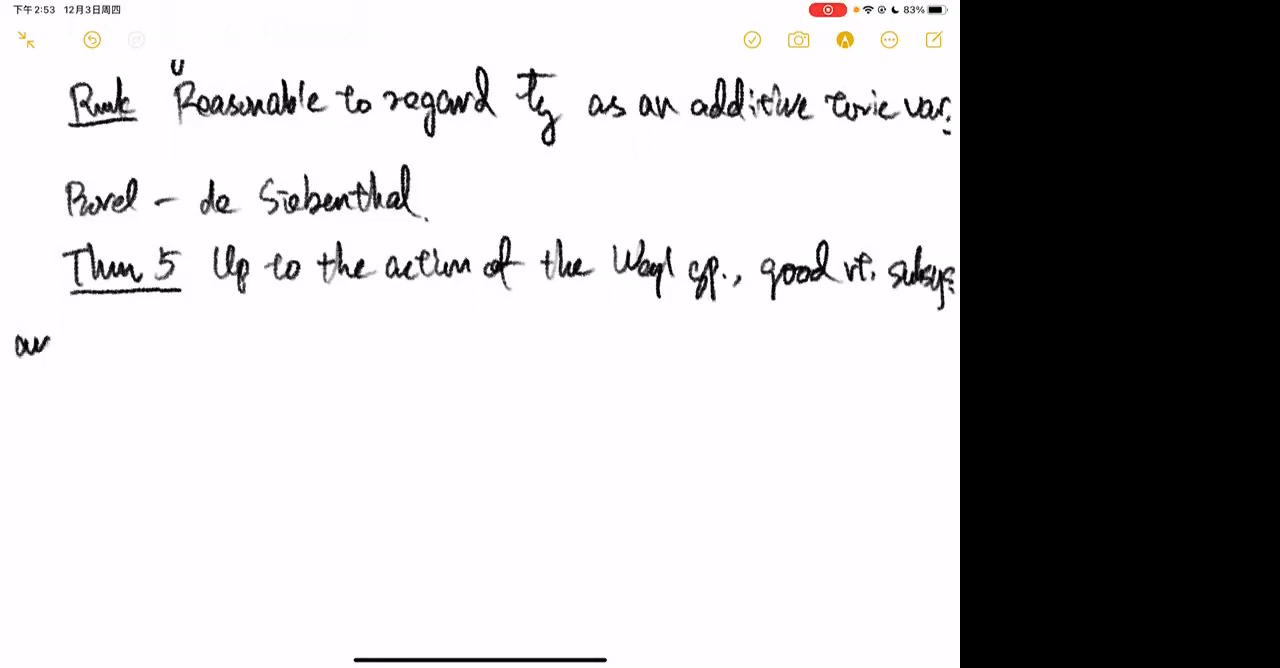 下午2:53 12月3日周四 83%
Rmk Reasonable to regard as an additive toric var.
Borel - de Siebenthal.
Thm 5 Up to the action of the Weyl gp., good rt. subsys.
are